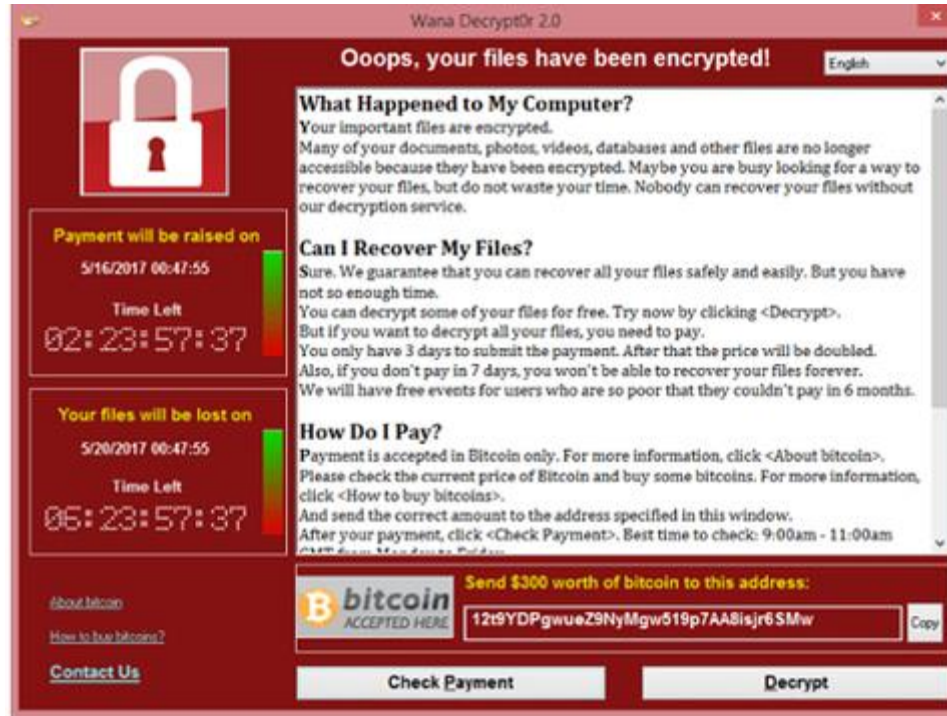 Wana Decrypt0r 2.0
Ooops, your files have been encrypted!
English
Payment will be raised on
5/16/2017 00:47:55
Time Left
02:23:57:37
Your files will be lost on
5/20/2017 00:47:55
Time Left
06:23:57:37
About bitcoin
How to buy bitcoins?
Contact Us
What Happened to My Computer?
Your important files are encrypted.
Many of your documents, photos, videos, databases and other files are no longer
accessible because they have been encrypted. Maybe you are busy looking for a way to
recover your files, but do not waste your time. Nobody can recover your files without
our decryption service.
Can I Recover My Files?
Sure. We guarantee that you can recover all your files safely and easily. But you have
not so enough time.
You can decrypt some of your files for free. Try now by clicking <Decrypt>.
But if you want to decrypt all your files, you need to pay.
You only have 3 days to submit the payment. After that the price will be doubled.
Also, if you don't pay in 7 days, you won't be able to recover your files forever.
We will have free events for users who are so poor that they couldn't pay in 6 months.
How Do I Pay?
Payment is accepted in Bitcoin only. For more information, click <About bitcoin>.
Please check the current price of Bitcoin and buy some bitcoins. For more information,
click <How to buy bitcoins>.
And send the correct amount to the address specified in this window.
After your payment, click <Check Payment>. Best time to check: 9:00am - 11:00am
GMT from Monday to Friday.
bitcoin
ACCEPTED HERE
Send $300 worth of bitcoin to this address:
12t9YDPgwueZ9NyMgw519p7AA8isjr6SMw
Copy
Check Payment
Decrypt